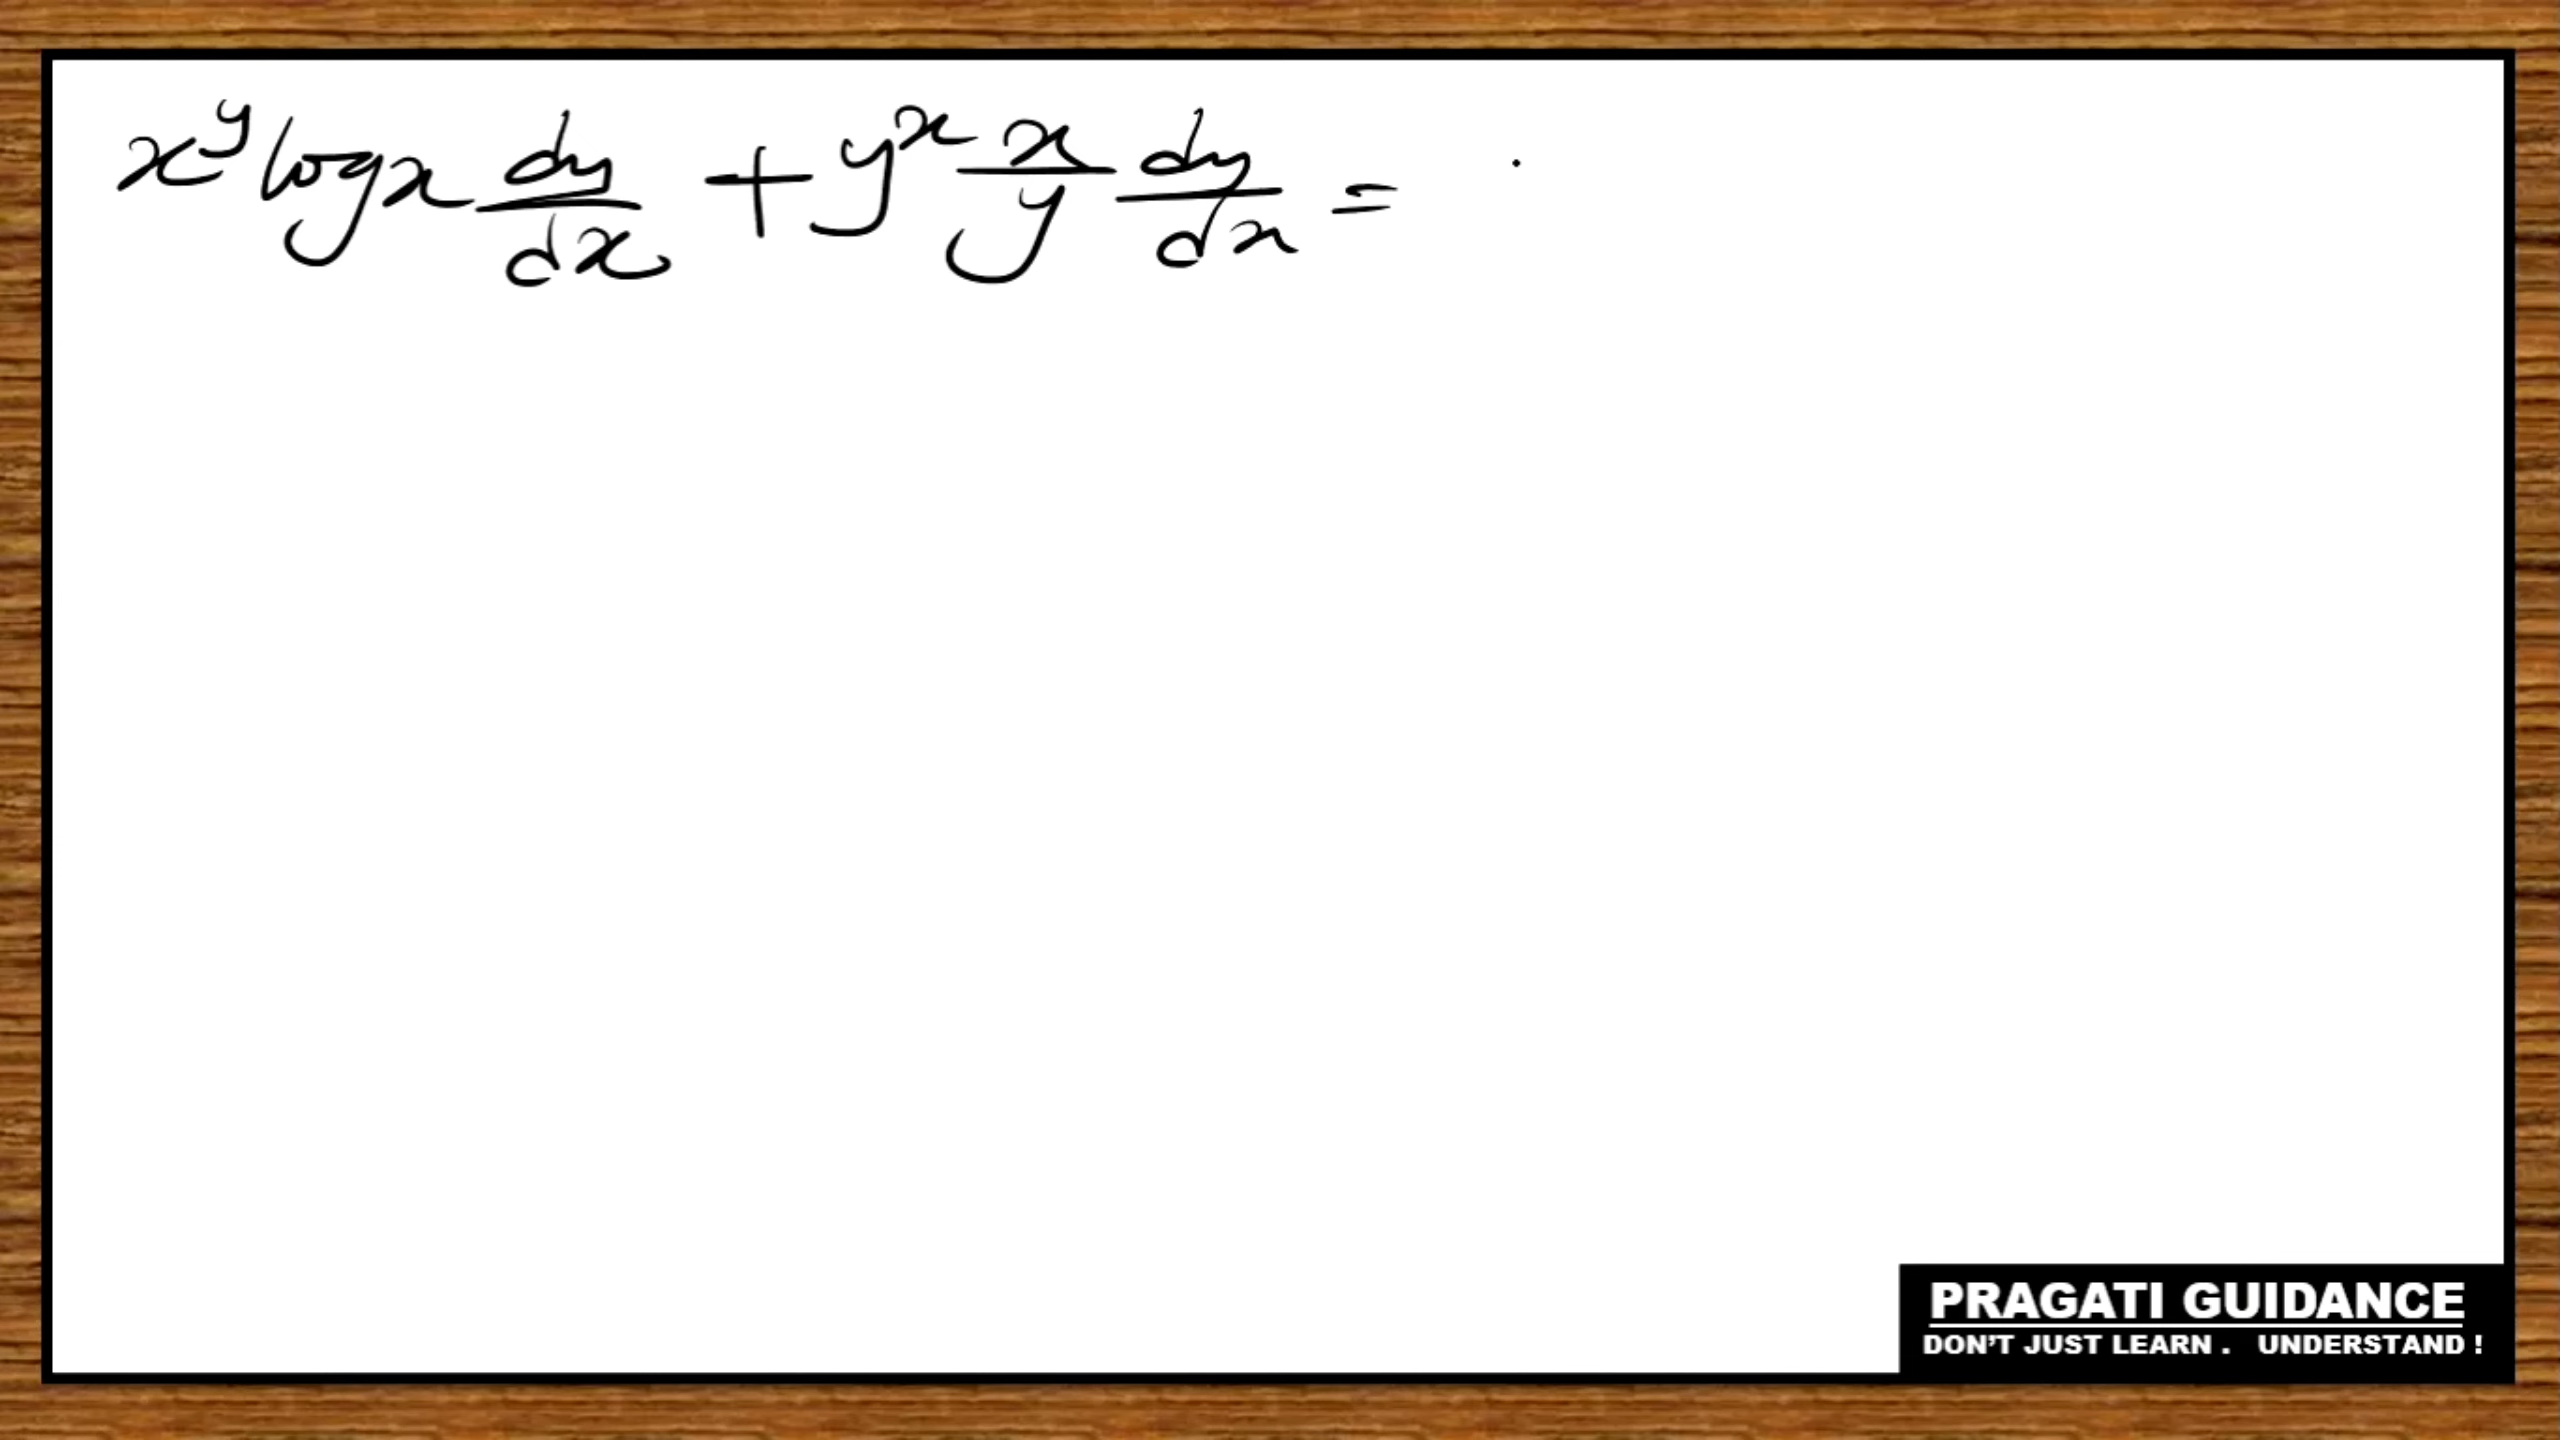 x^y log x dy/dx + y^x x/y dy/dx =
PRAGATI GUIDANCE
DON'T JUST LEARN . UNDERSTAND !